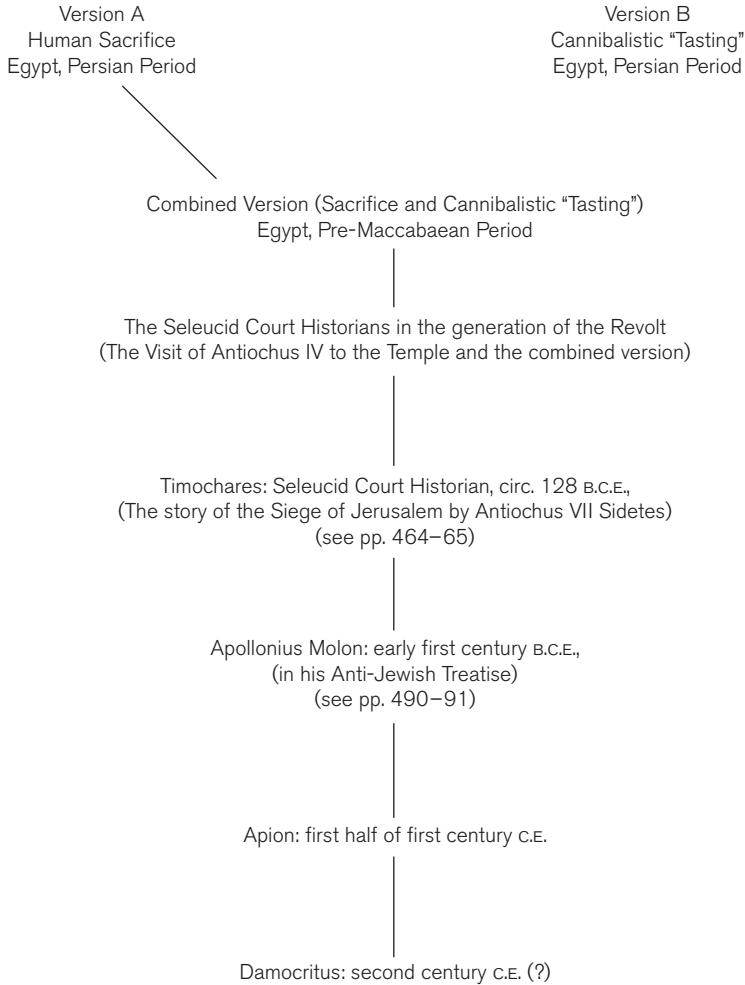 Version A
Human Sacrifice
Egypt, Persian Period
Version B
Cannibalistic “Tasting”
Egypt, Persian Period
Combined Version (Sacrifice and Cannibalistic “Tasting”)
Egypt, Pre-Maccabaean Period
The Seleucid Court Historians in the generation of the Revolt
(The Visit of Antiochus IV to the Temple and the combined version)
Timochares: Seleucid Court Historian, circ. 128 B.C.E.,
(The story of the Siege of Jerusalem by Antiochus VII Sidetes)
(see pp. 464–65)
Apollonius Molon: early first century B.C.E.,
(in his Anti-Jewish Treatise)
(see pp. 490–91)
Apion: first half of first century C.E.
Damocritus: second century C.E. (?)